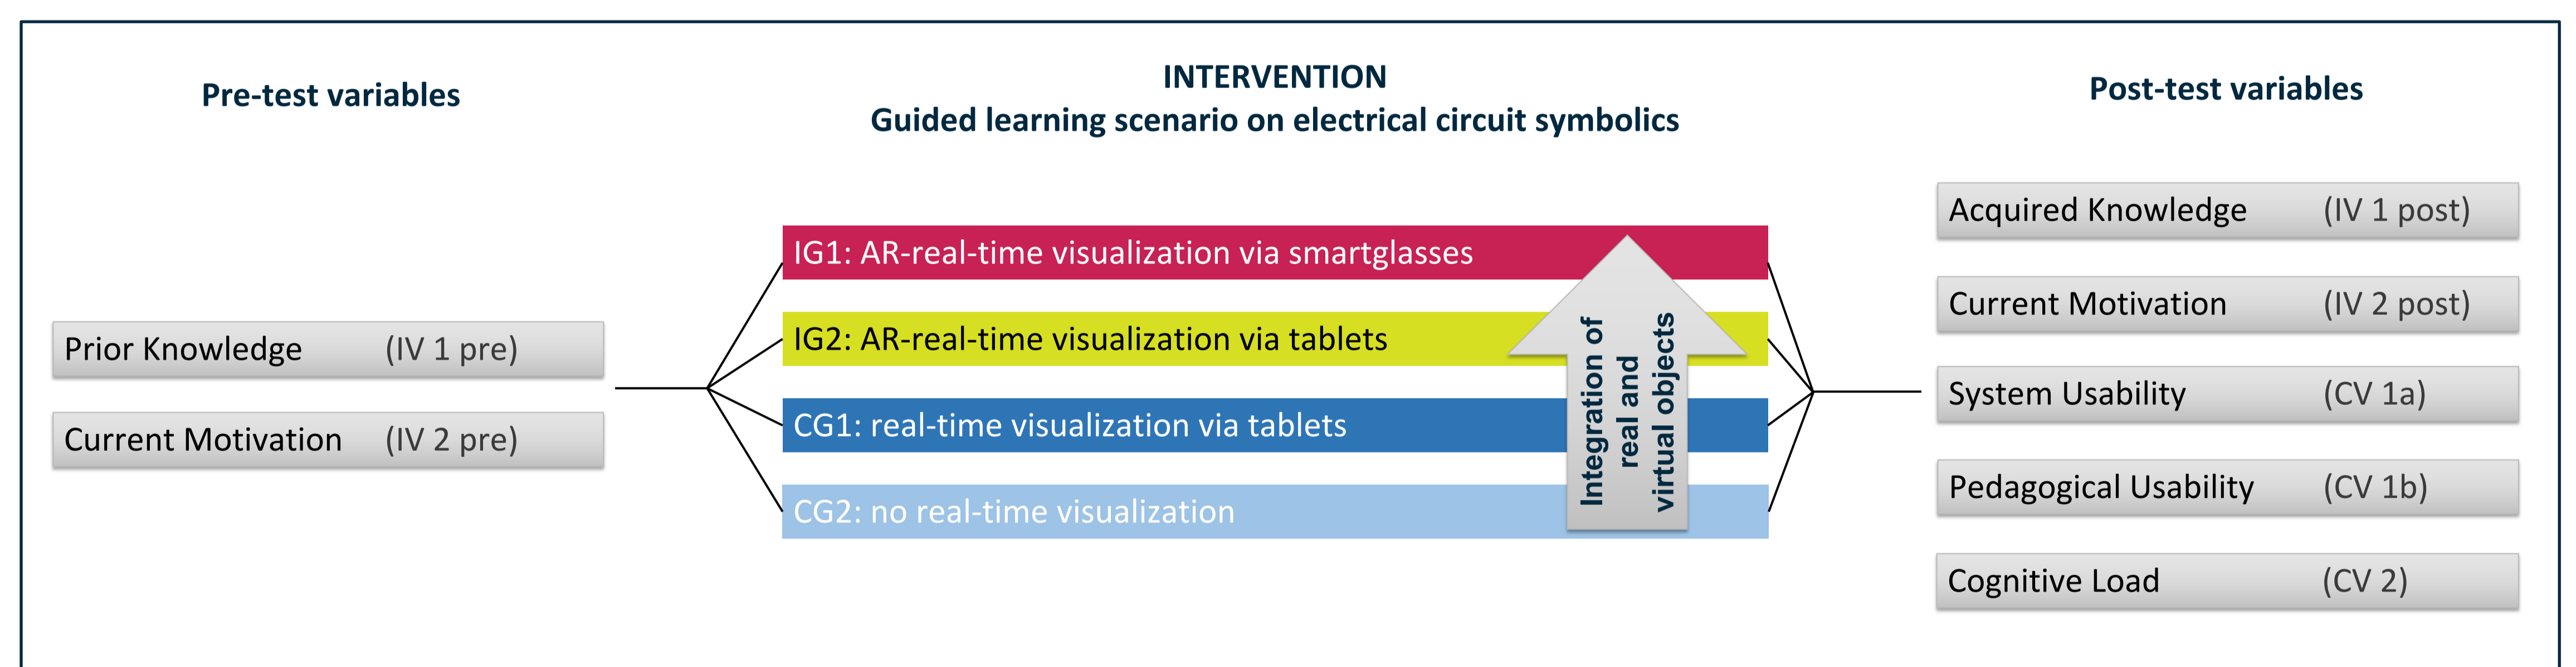 Pre-test variables
Prior Knowledge (IV 1 pre)
Current Motivation (IV 2 pre)
INTERVENTION
Guided learning scenario on electrical circuit symbolics
IG1: AR-real-time visualization via smartglasses
IG2: AR-real-time visualization via tablets
CG1: real-time visualization via tablets
CG2: no real-time visualization
Integration of
real and
virtual objects
Post-test variables
Acquired Knowledge (IV 1 post)
Current Motivation (IV 2 post)
System Usability (CV 1a)
Pedagogical Usability (CV 1b)
Cognitive Load (CV 2)